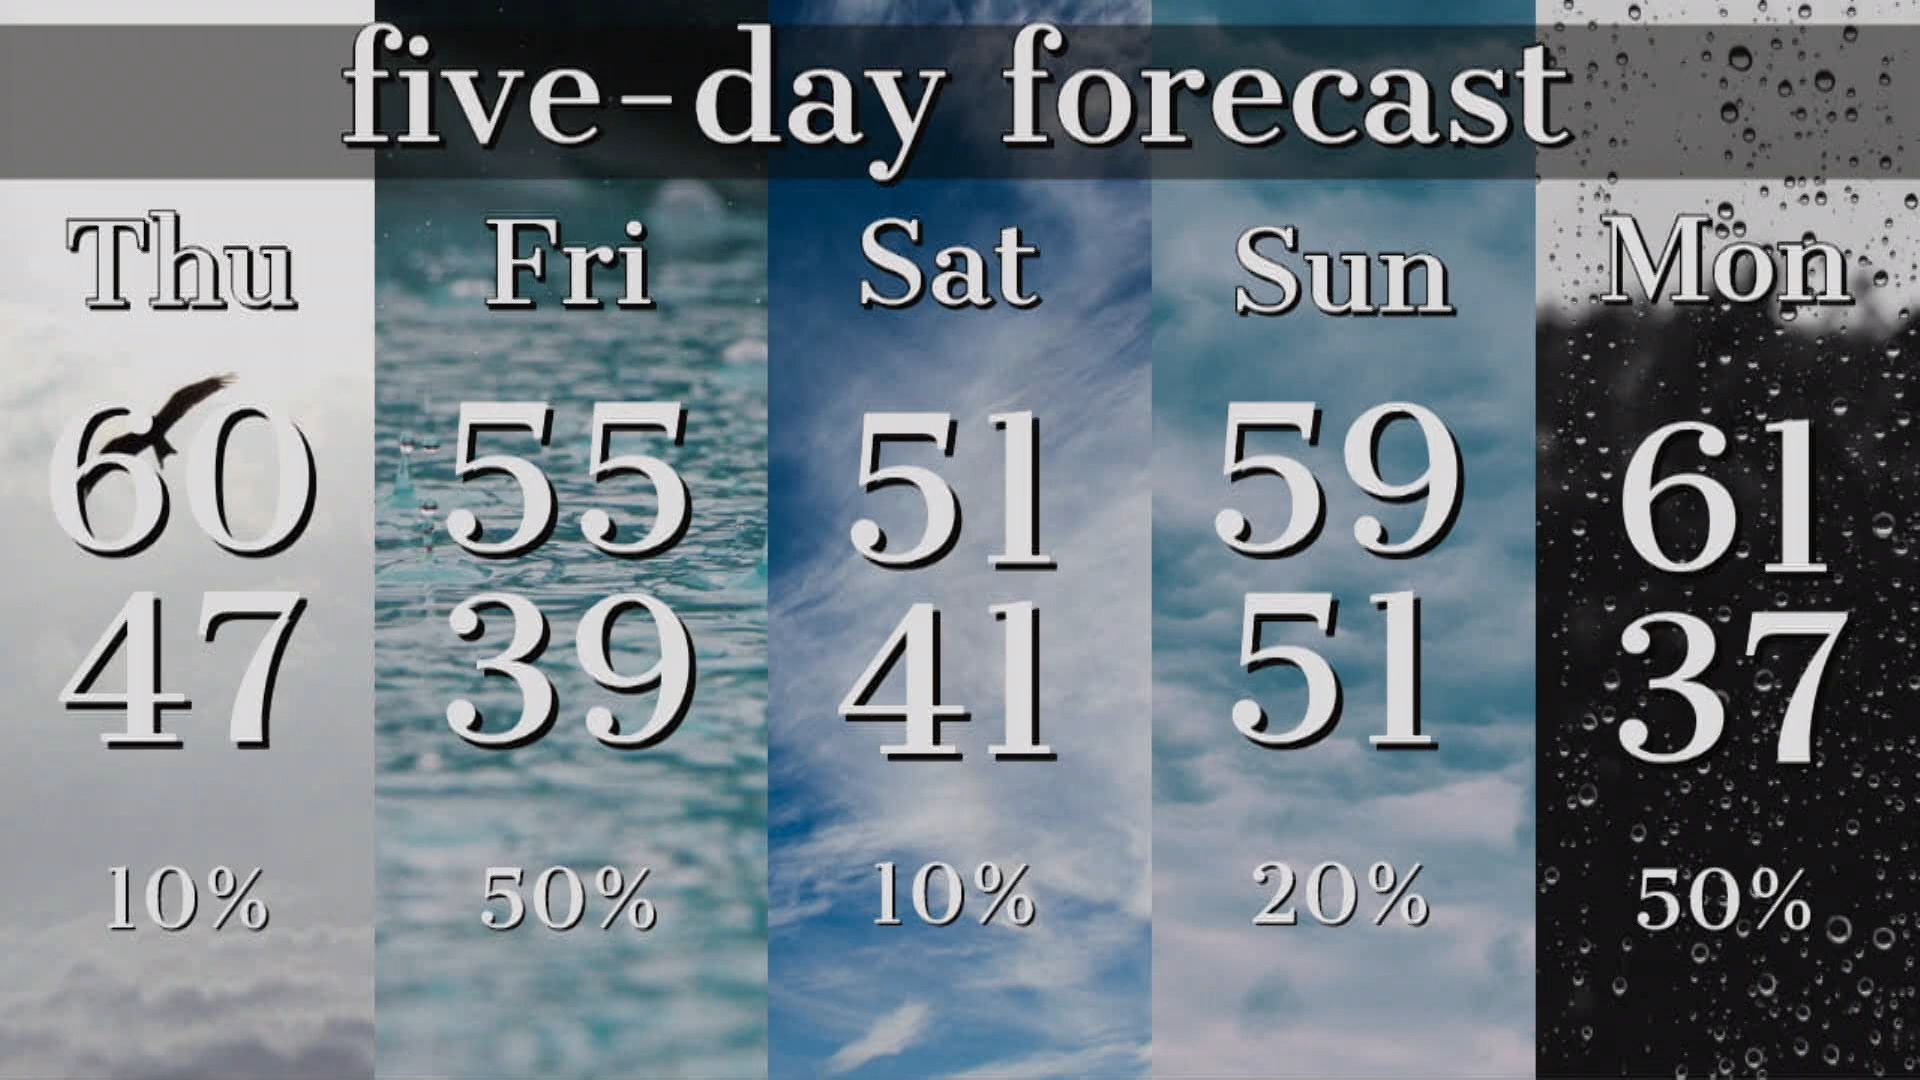 five-day forecast
Thu Fri Sat Sun Mon
60 55 51 59 61
47 39 41 51 37
10% 50% 10% 20% 50%